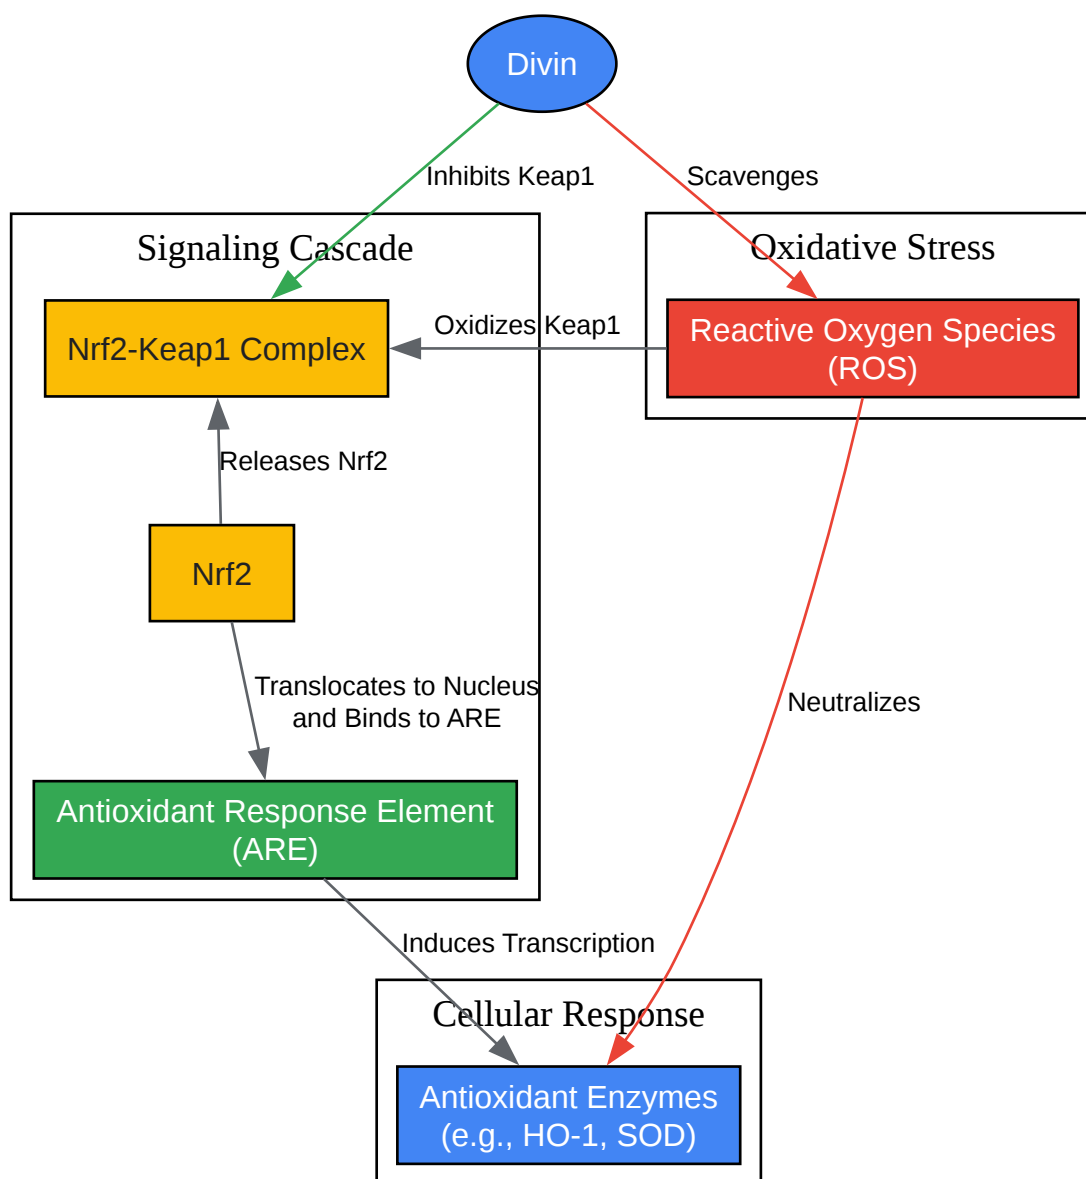 Divin
Inhibits Keap1
Scavenges
Signaling Cascade
Oxidative Stress
Nrf2-Keap1 Complex
Oxidizes Keap1
Reactive Oxygen Species
(ROS)
Releases Nrf2
Nrf2
Translocates to Nucleus
and Binds to ARE
Neutralizes
Antioxidant Response Element
(ARE)
Induces Transcription
Cellular Response
Antioxidant Enzymes
(e.g., HO-1, SOD)